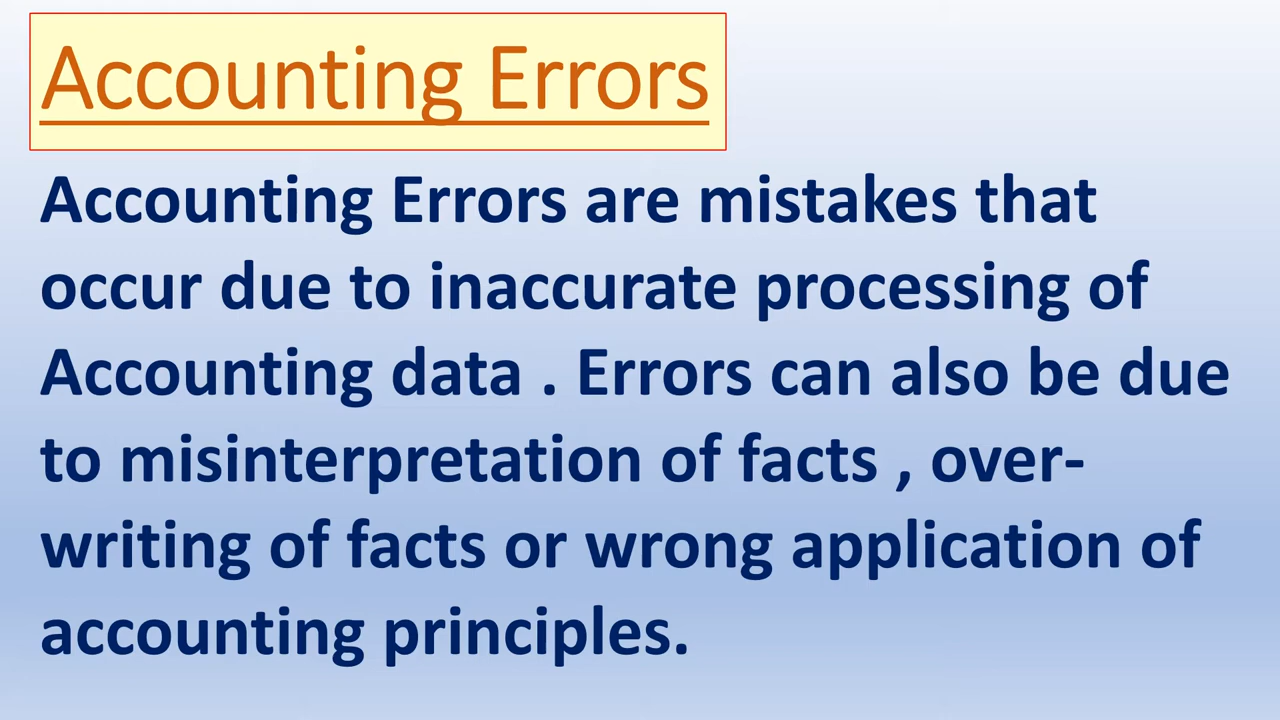 Accounting Errors
Accounting Errors are mistakes that
occur due to inaccurate processing of
Accounting data . Errors can also be due
to misinterpretation of facts , over-
writing of facts or wrong application of
accounting principles.